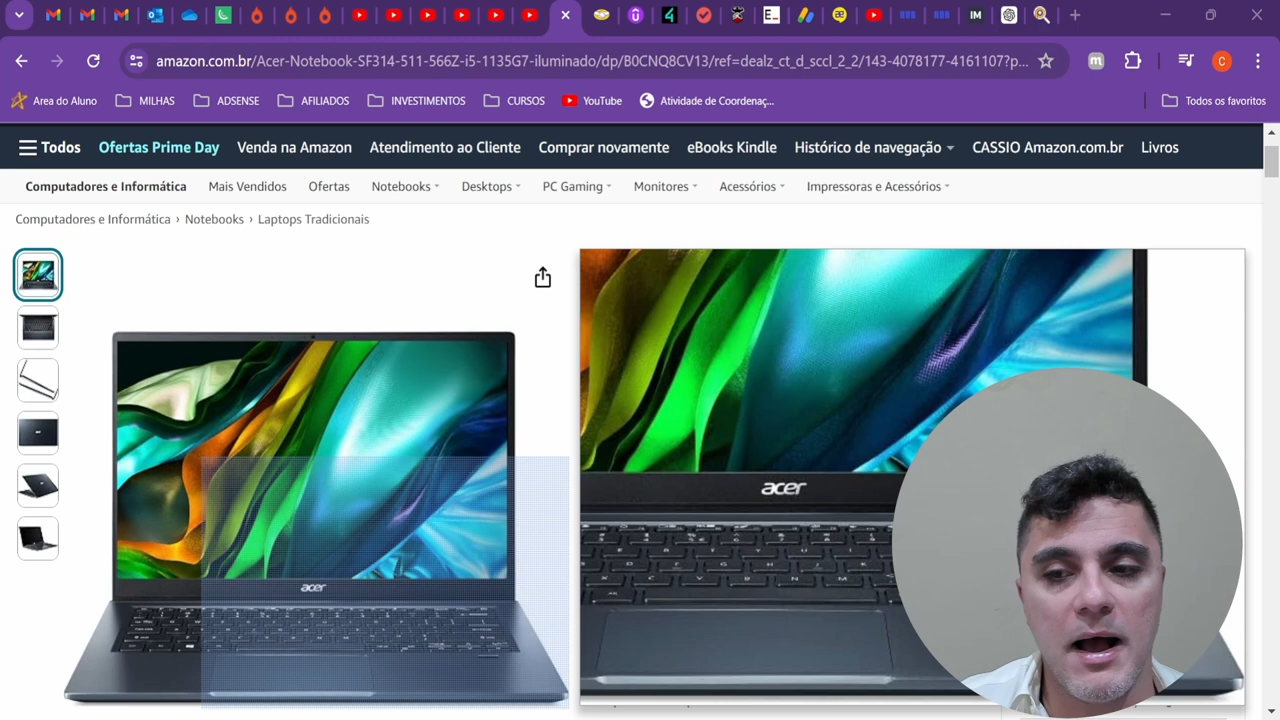 amazon.com.br/Acer-Notebook-SF314-511-566Z-i5-1135G7-iluminado/dp/B0CNQ8CV13/ref=dealz_ct_d_sccl_2_2/143-4078177-4161107?p...
Area do Aluno MILHAS ADSENSE AFILIADOS INVESTIMENTOS CURSOS YouTube Atividade de Coordenaç... Todos os favoritos
Todos Ofertas Prime Day Venda na Amazon Atendimento ao Cliente Comprar novamente eBooks Kindle Histórico de navegação CASSIO Amazon.com.br Livros
Computadores e Informática Mais Vendidos Ofertas Notebooks Desktops PC Gaming Monitores Acessórios Impressoras e Acessórios
Computadores e Informática › Notebooks › Laptops Tradicionais
acer
acer